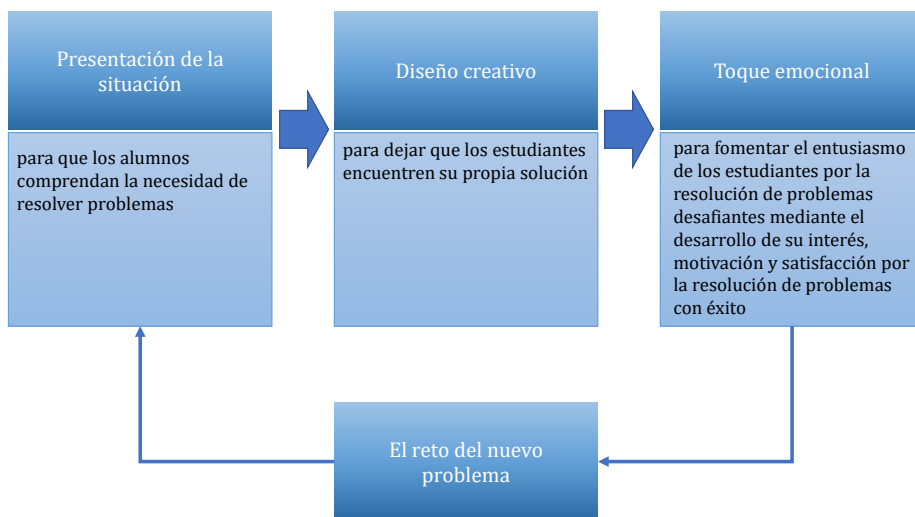 Presentación de la
situación
para que los alumnos
comprendan la necesidad de
resolver problemas
Diseño creativo
para dejar que los estudiantes
encuentren su propia solución
Toque emocional
para fomentar el entusiasmo
de los estudiantes por la
resolución de problemas
desafiantes mediante el
desarrollo de su interés,
motivación y satisfacción por
la resolución de problemas
con éxito
El reto del nuevo
problema